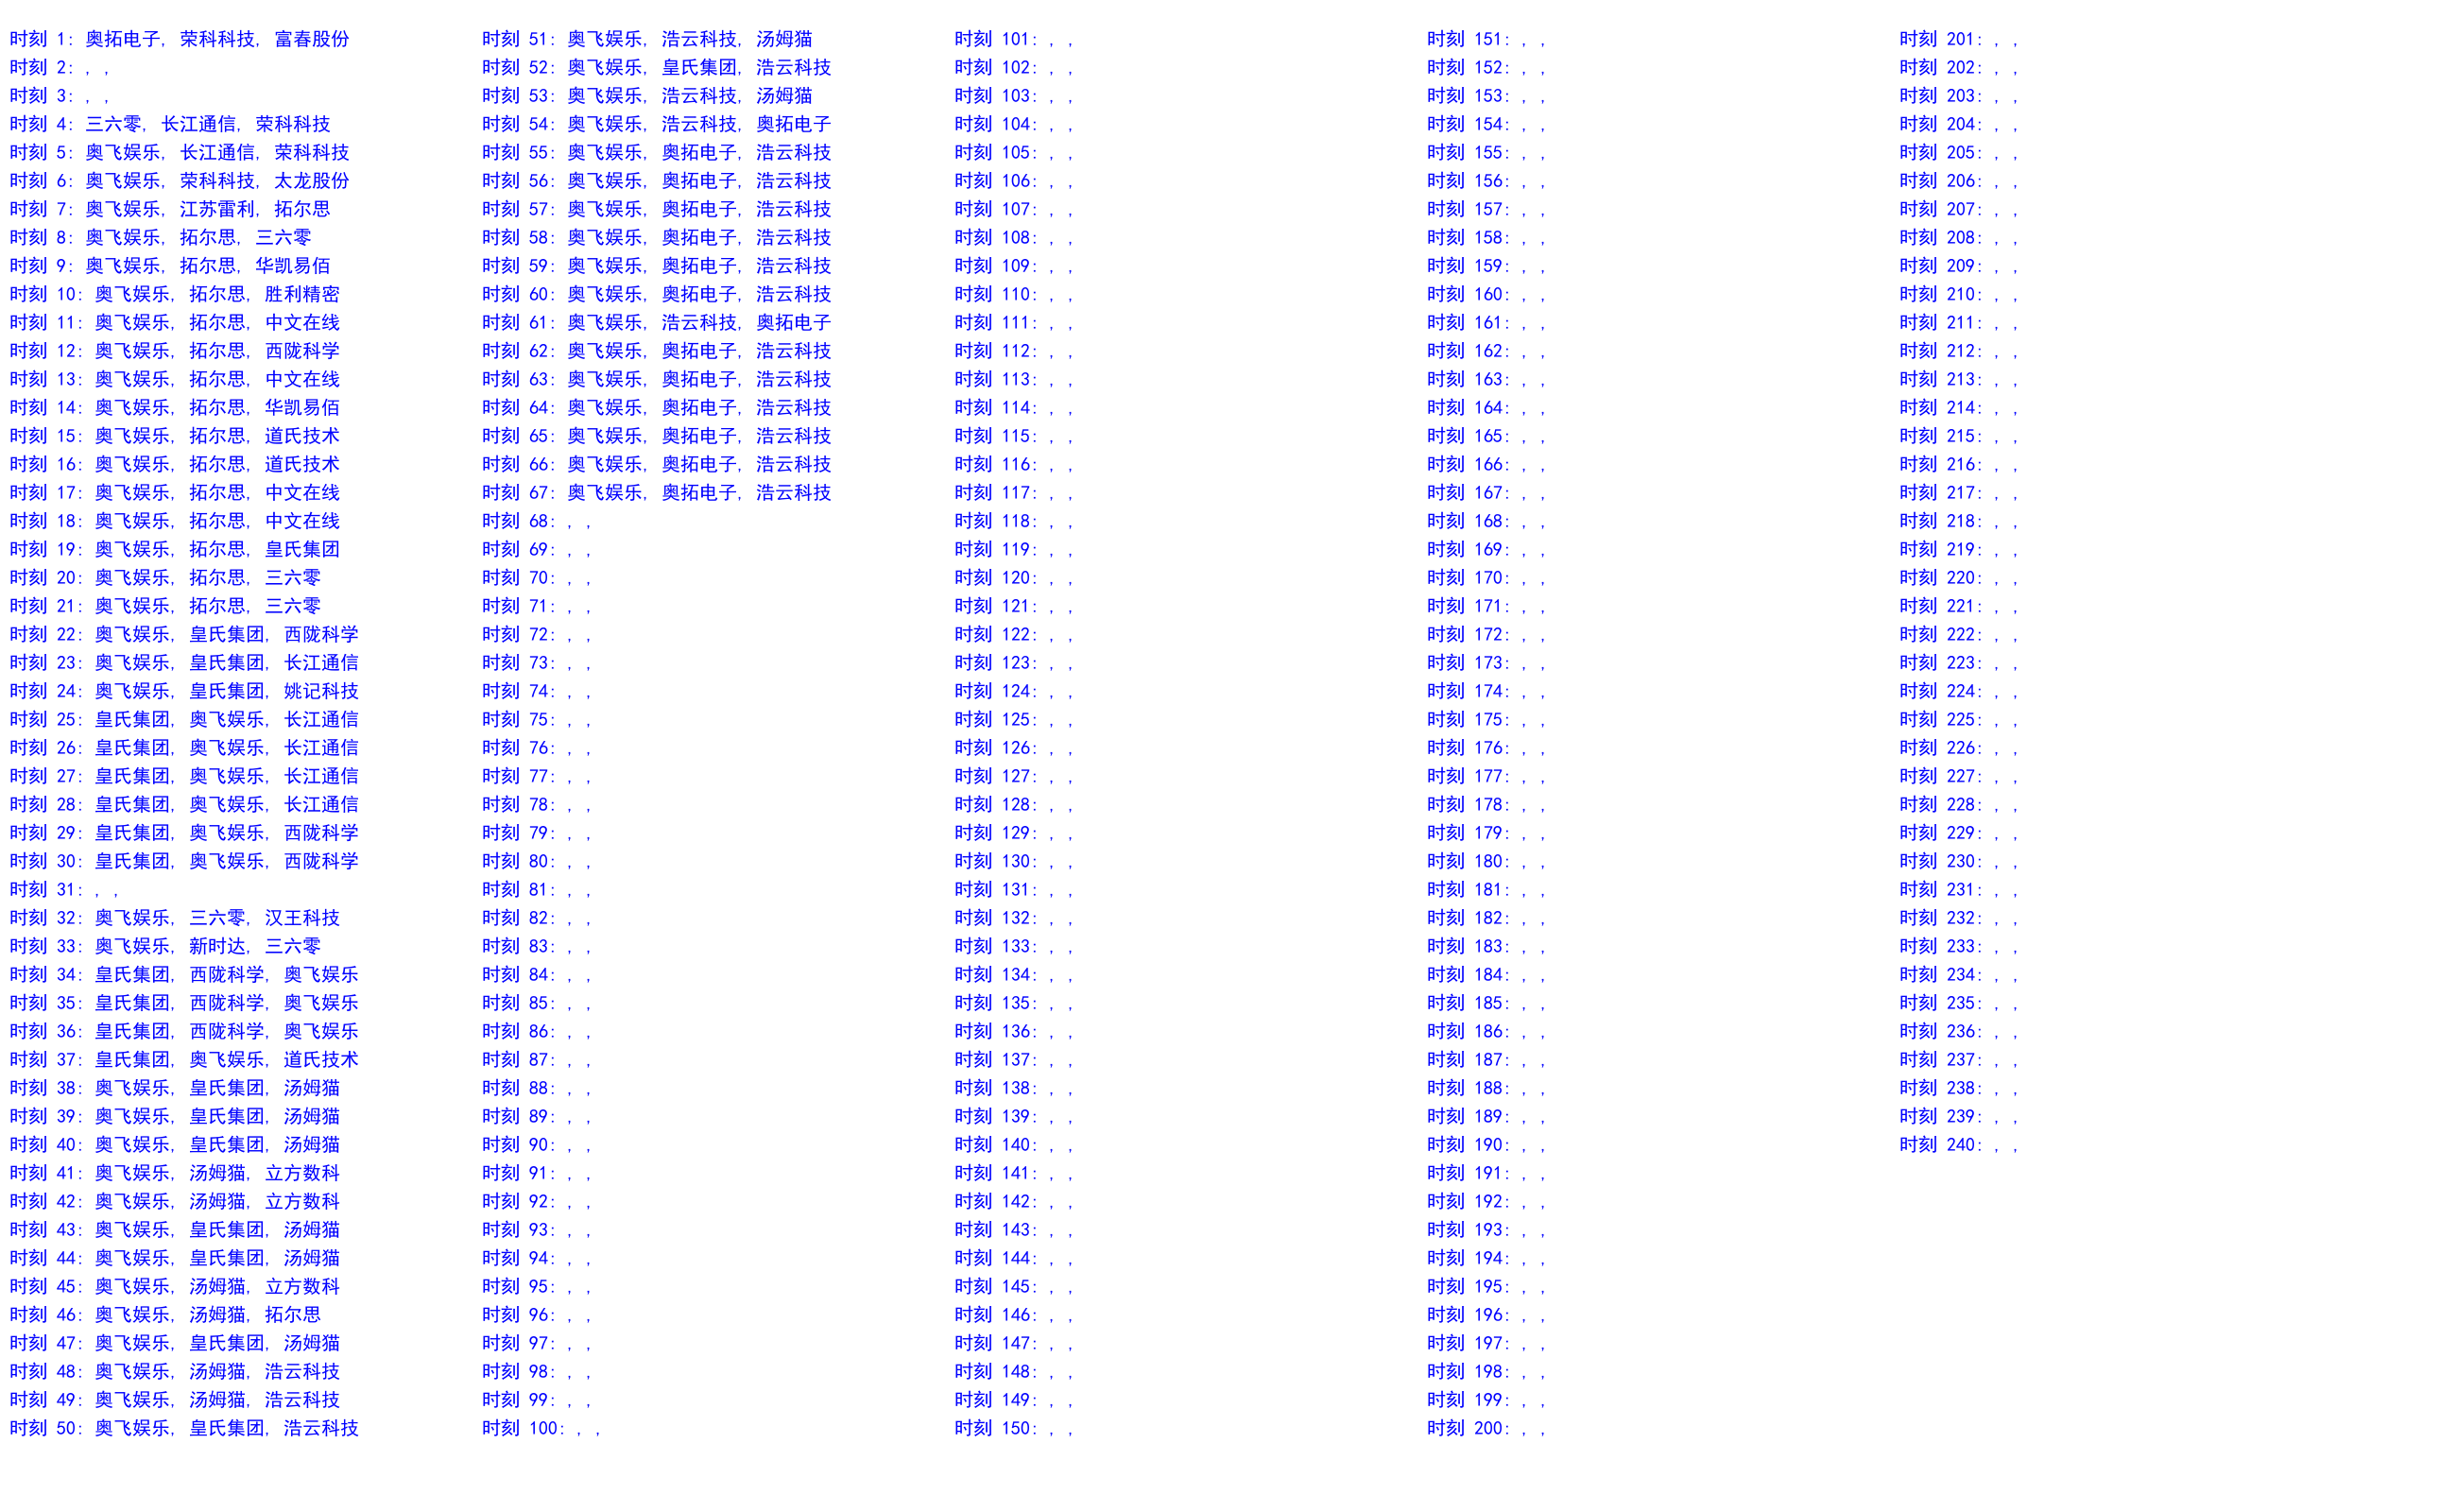 时刻 1: 奥拓电子, 荣科科技, 富春股份
时刻 2: , ,
时刻 3: , ,
时刻 4: 三六零, 长江通信, 荣科科技
时刻 5: 奥飞娱乐, 长江通信, 荣科科技
时刻 6: 奥飞娱乐, 荣科科技, 太龙股份
时刻 7: 奥飞娱乐, 江苏雷利, 拓尔思
时刻 8: 奥飞娱乐, 拓尔思, 三六零
时刻 9: 奥飞娱乐, 拓尔思, 华凯易佰
时刻 10: 奥飞娱乐, 拓尔思, 胜利精密
时刻 11: 奥飞娱乐, 拓尔思, 中文在线
时刻 12: 奥飞娱乐, 拓尔思, 西陇科学
时刻 13: 奥飞娱乐, 拓尔思, 中文在线
时刻 14: 奥飞娱乐, 拓尔思, 华凯易佰
时刻 15: 奥飞娱乐, 拓尔思, 道氏技术
时刻 16: 奥飞娱乐, 拓尔思, 道氏技术
时刻 17: 奥飞娱乐, 拓尔思, 中文在线
时刻 18: 奥飞娱乐, 拓尔思, 中文在线
时刻 19: 奥飞娱乐, 拓尔思, 皇氏集团
时刻 20: 奥飞娱乐, 拓尔思, 三六零
时刻 21: 奥飞娱乐, 拓尔思, 三六零
时刻 22: 奥飞娱乐, 皇氏集团, 西陇科学
时刻 23: 奥飞娱乐, 皇氏集团, 长江通信
时刻 24: 奥飞娱乐, 皇氏集团, 姚记科技
时刻 25: 皇氏集团, 奥飞娱乐, 长江通信
时刻 26: 皇氏集团, 奥飞娱乐, 长江通信
时刻 27: 皇氏集团, 奥飞娱乐, 长江通信
时刻 28: 皇氏集团, 奥飞娱乐, 长江通信
时刻 29: 皇氏集团, 奥飞娱乐, 西陇科学
时刻 30: 皇氏集团, 奥飞娱乐, 西陇科学
时刻 31: , ,
时刻 32: 奥飞娱乐, 三六零, 汉王科技
时刻 33: 奥飞娱乐, 新时达, 三六零
时刻 34: 皇氏集团, 西陇科学, 奥飞娱乐
时刻 35: 皇氏集团, 西陇科学, 奥飞娱乐
时刻 36: 皇氏集团, 西陇科学, 奥飞娱乐
时刻 37: 皇氏集团, 奥飞娱乐, 道氏技术
时刻 38: 奥飞娱乐, 皇氏集团, 汤姆猫
时刻 39: 奥飞娱乐, 皇氏集团, 汤姆猫
时刻 40: 奥飞娱乐, 皇氏集团, 汤姆猫
时刻 41: 奥飞娱乐, 汤姆猫, 立方数科
时刻 42: 奥飞娱乐, 汤姆猫, 立方数科
时刻 43: 奥飞娱乐, 皇氏集团, 汤姆猫
时刻 44: 奥飞娱乐, 皇氏集团, 汤姆猫
时刻 45: 奥飞娱乐, 汤姆猫, 立方数科
时刻 46: 奥飞娱乐, 汤姆猫, 拓尔思
时刻 47: 奥飞娱乐, 皇氏集团, 汤姆猫
时刻 48: 奥飞娱乐, 汤姆猫, 浩云科技
时刻 49: 奥飞娱乐, 汤姆猫, 浩云科技
时刻 50: 奥飞娱乐, 皇氏集团, 浩云科技
时刻 51: 奥飞娱乐, 浩云科技, 汤姆猫
时刻 52: 奥飞娱乐, 皇氏集团, 浩云科技
时刻 53: 奥飞娱乐, 浩云科技, 汤姆猫
时刻 54: 奥飞娱乐, 浩云科技, 奥拓电子
时刻 55: 奥飞娱乐, 奥拓电子, 浩云科技
时刻 56: 奥飞娱乐, 奥拓电子, 浩云科技
时刻 57: 奥飞娱乐, 奥拓电子, 浩云科技
时刻 58: 奥飞娱乐, 奥拓电子, 浩云科技
时刻 59: 奥飞娱乐, 奥拓电子, 浩云科技
时刻 60: 奥飞娱乐, 奥拓电子, 浩云科技
时刻 61: 奥飞娱乐, 浩云科技, 奥拓电子
时刻 62: 奥飞娱乐, 奥拓电子, 浩云科技
时刻 63: 奥飞娱乐, 奥拓电子, 浩云科技
时刻 64: 奥飞娱乐, 奥拓电子, 浩云科技
时刻 65: 奥飞娱乐, 奥拓电子, 浩云科技
时刻 66: 奥飞娱乐, 奥拓电子, 浩云科技
时刻 67: 奥飞娱乐, 奥拓电子, 浩云科技
时刻 68: , ,
时刻 69: , ,
时刻 70: , ,
时刻 71: , ,
时刻 72: , ,
时刻 73: , ,
时刻 74: , ,
时刻 75: , ,
时刻 76: , ,
时刻 77: , ,
时刻 78: , ,
时刻 79: , ,
时刻 80: , ,
时刻 81: , ,
时刻 82: , ,
时刻 83: , ,
时刻 84: , ,
时刻 85: , ,
时刻 86: , ,
时刻 87: , ,
时刻 88: , ,
时刻 89: , ,
时刻 90: , ,
时刻 91: , ,
时刻 92: , ,
时刻 93: , ,
时刻 94: , ,
时刻 95: , ,
时刻 96: , ,
时刻 97: , ,
时刻 98: , ,
时刻 99: , ,
时刻 100: , ,
时刻 101: , ,
时刻 102: , ,
时刻 103: , ,
时刻 104: , ,
时刻 105: , ,
时刻 106: , ,
时刻 107: , ,
时刻 108: , ,
时刻 109: , ,
时刻 110: , ,
时刻 111: , ,
时刻 112: , ,
时刻 113: , ,
时刻 114: , ,
时刻 115: , ,
时刻 116: , ,
时刻 117: , ,
时刻 118: , ,
时刻 119: , ,
时刻 120: , ,
时刻 121: , ,
时刻 122: , ,
时刻 123: , ,
时刻 124: , ,
时刻 125: , ,
时刻 126: , ,
时刻 127: , ,
时刻 128: , ,
时刻 129: , ,
时刻 130: , ,
时刻 131: , ,
时刻 132: , ,
时刻 133: , ,
时刻 134: , ,
时刻 135: , ,
时刻 136: , ,
时刻 137: , ,
时刻 138: , ,
时刻 139: , ,
时刻 140: , ,
时刻 141: , ,
时刻 142: , ,
时刻 143: , ,
时刻 144: , ,
时刻 145: , ,
时刻 146: , ,
时刻 147: , ,
时刻 148: , ,
时刻 149: , ,
时刻 150: , ,
时刻 151: , ,
时刻 152: , ,
时刻 153: , ,
时刻 154: , ,
时刻 155: , ,
时刻 156: , ,
时刻 157: , ,
时刻 158: , ,
时刻 159: , ,
时刻 160: , ,
时刻 161: , ,
时刻 162: , ,
时刻 163: , ,
时刻 164: , ,
时刻 165: , ,
时刻 166: , ,
时刻 167: , ,
时刻 168: , ,
时刻 169: , ,
时刻 170: , ,
时刻 171: , ,
时刻 172: , ,
时刻 173: , ,
时刻 174: , ,
时刻 175: , ,
时刻 176: , ,
时刻 177: , ,
时刻 178: , ,
时刻 179: , ,
时刻 180: , ,
时刻 181: , ,
时刻 182: , ,
时刻 183: , ,
时刻 184: , ,
时刻 185: , ,
时刻 186: , ,
时刻 187: , ,
时刻 188: , ,
时刻 189: , ,
时刻 190: , ,
时刻 191: , ,
时刻 192: , ,
时刻 193: , ,
时刻 194: , ,
时刻 195: , ,
时刻 196: , ,
时刻 197: , ,
时刻 198: , ,
时刻 199: , ,
时刻 200: , ,
时刻 201: , ,
时刻 202: , ,
时刻 203: , ,
时刻 204: , ,
时刻 205: , ,
时刻 206: , ,
时刻 207: , ,
时刻 208: , ,
时刻 209: , ,
时刻 210: , ,
时刻 211: , ,
时刻 212: , ,
时刻 213: , ,
时刻 214: , ,
时刻 215: , ,
时刻 216: , ,
时刻 217: , ,
时刻 218: , ,
时刻 219: , ,
时刻 220: , ,
时刻 221: , ,
时刻 222: , ,
时刻 223: , ,
时刻 224: , ,
时刻 225: , ,
时刻 226: , ,
时刻 227: , ,
时刻 228: , ,
时刻 229: , ,
时刻 230: , ,
时刻 231: , ,
时刻 232: , ,
时刻 233: , ,
时刻 234: , ,
时刻 235: , ,
时刻 236: , ,
时刻 237: , ,
时刻 238: , ,
时刻 239: , ,
时刻 240: , ,